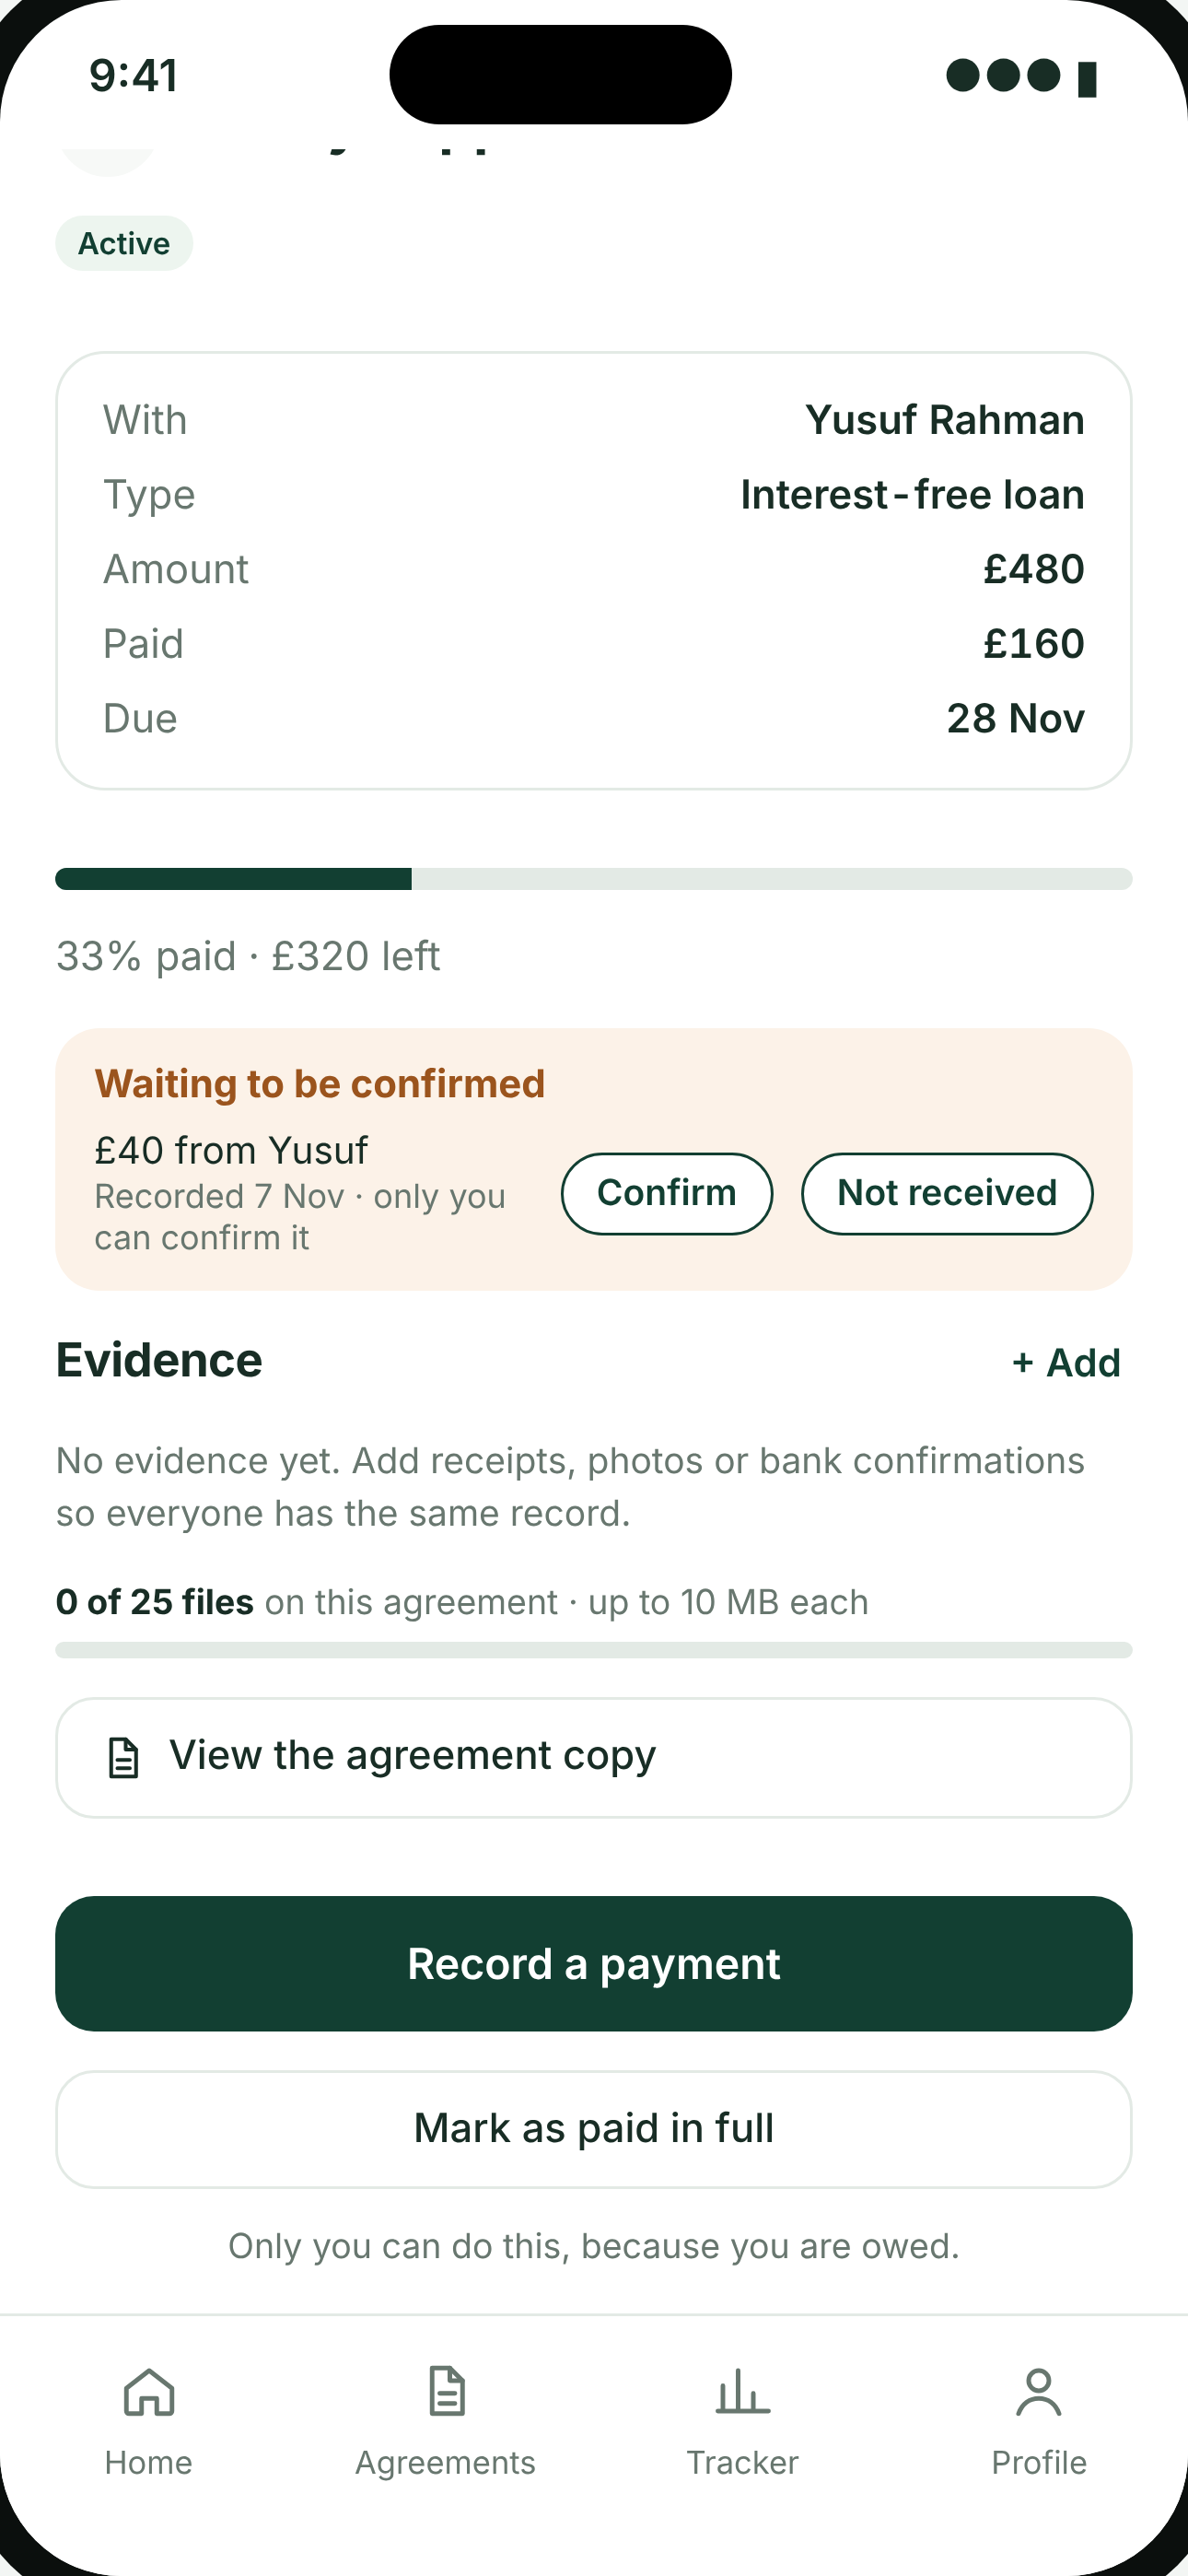 9:41
Active
With Yusuf Rahman
Type Interest-free loan
Amount £480
Paid £160
Due 28 Nov
33% paid · £320 left
Waiting to be confirmed
£40 from Yusuf
Recorded 7 Nov · only you
can confirm it
Confirm Not received
Evidence + Add
No evidence yet. Add receipts, photos or bank confirmations
so everyone has the same record.
0 of 25 files on this agreement · up to 10 MB each
View the agreement copy
Record a payment
Mark as paid in full
Only you can do this, because you are owed.
Home Agreements Tracker Profile